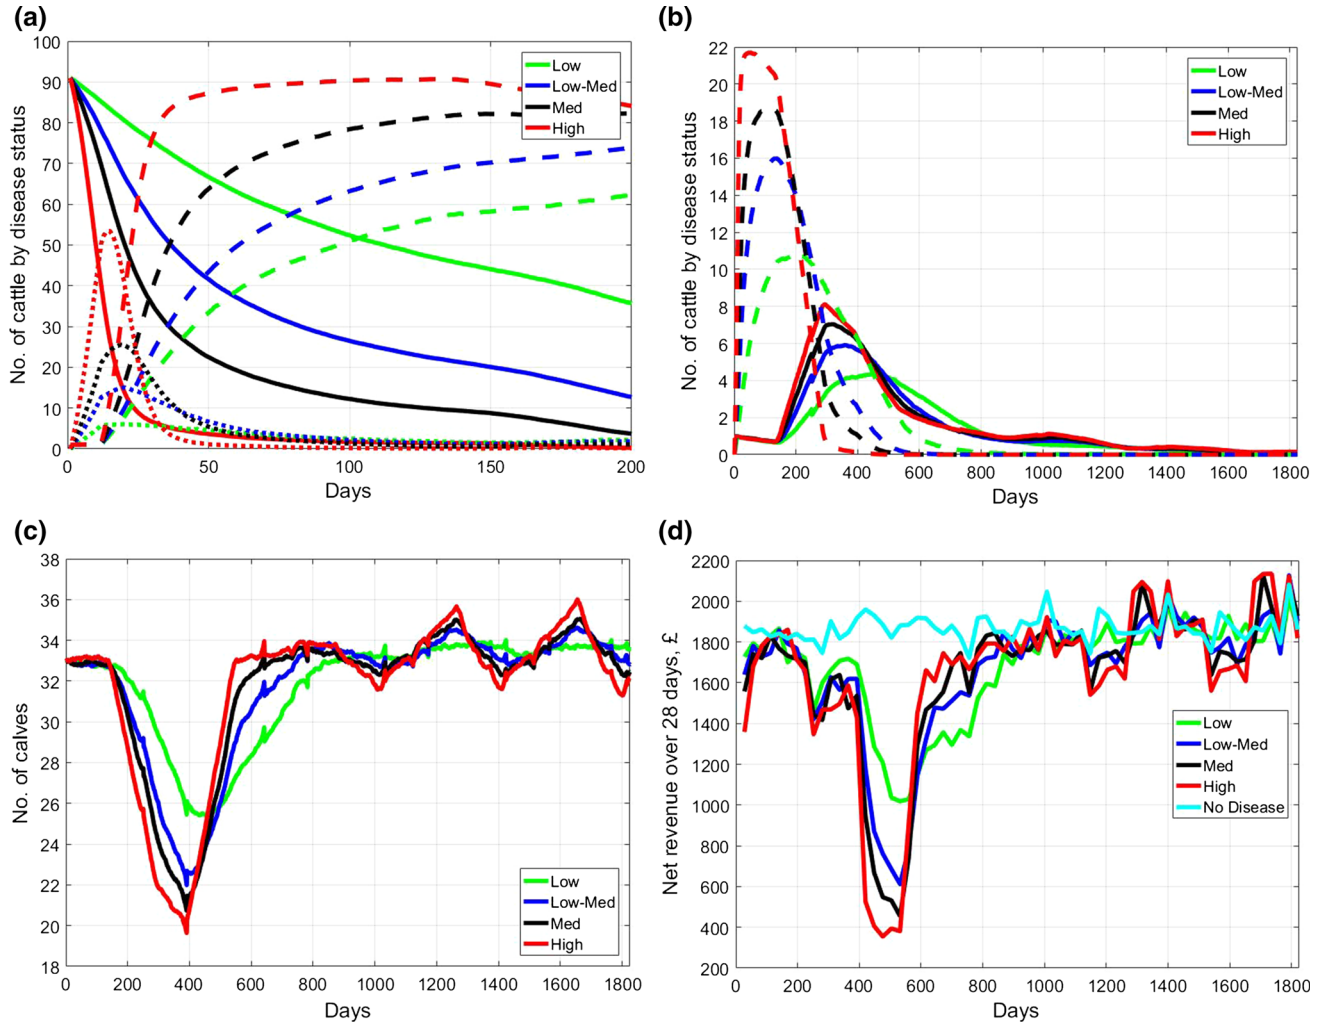 (a)
No. of cattle by disease status
100
90
80
70
60
50
40
30
20
10
0
0 50 100 150 200
Days
Low
Low-Med
Med
High
(b)
No. of cattle by disease status
22
20
18
16
14
12
10
8
6
4
2
0
0 200 400 600 800 1000 1200 1400 1600 1800
Days
Low
Low-Med
Med
High
(c)
No. of calves
38
36
34
32
30
28
26
24
22
20
18
0 200 400 600 800 1000 1200 1400 1600 1800
Days
Low
Low-Med
Med
High
(d)
Net revenue over 28 days, £
2200
2000
1800
1600
1400
1200
1000
800
600
400
200
0 200 400 600 800 1000 1200 1400 1600 1800
Days
Low
Low-Med
Med
High
No Disease